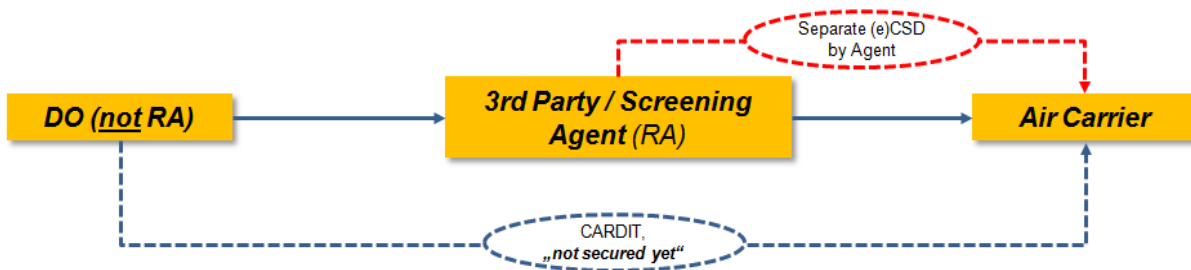 Separate (e)CSD
by Agent
DO (not RA)
3rd Party / Screening
Agent (RA)
Air Carrier
CARDIT,
„not secured yet“